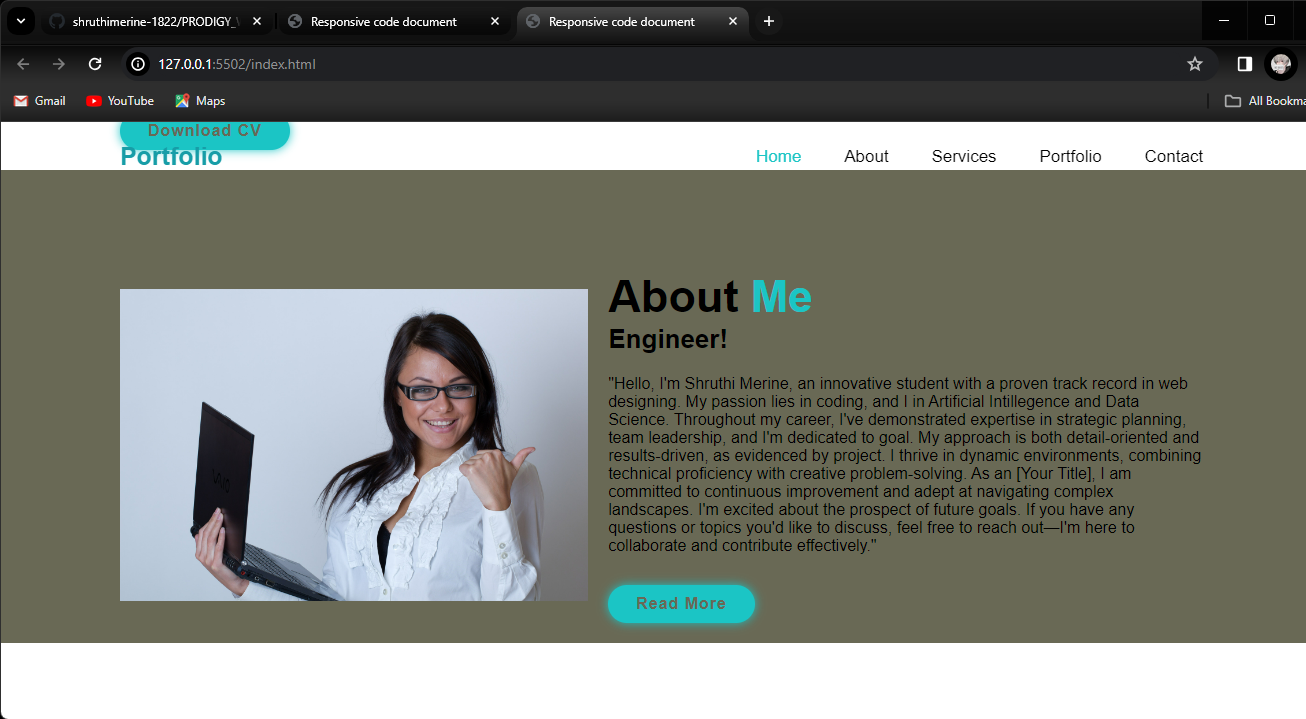 shruthimerine-1822/PRODIGY_
Responsive code document
Responsive code document
127.0.0.1:5502/index.html
Gmail
YouTube
Maps
All Bookma
Download CV
Portfolio
Home
About
Services
Portfolio
Contact
About Me
Engineer!
"Hello, I'm Shruthi Merine, an innovative student with a proven track record in web
designing. My passion lies in coding, and I in Artificial Intillegence and Data
Science. Throughout my career, I've demonstrated expertise in strategic planning,
team leadership, and I'm dedicated to goal. My approach is both detail-oriented and
results-driven, as evidenced by project. I thrive in dynamic environments, combining
technical proficiency with creative problem-solving. As an [Your Title], I am
committed to continuous improvement and adept at navigating complex
landscapes. I'm excited about the prospect of future goals. If you have any
questions or topics you'd like to discuss, feel free to reach out—I'm here to
collaborate and contribute effectively."
VAIO
Read More